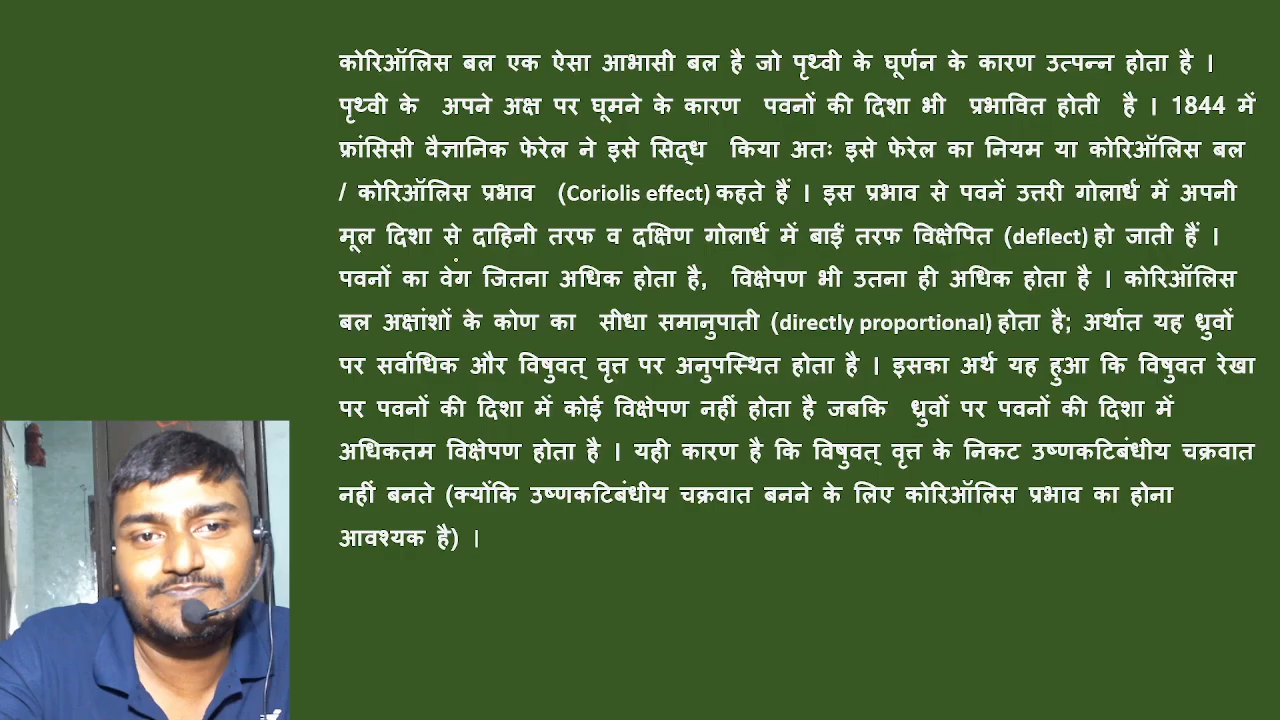 कोरिऑलिस बल एक ऐसा आभासी बल है जो पृथ्वी के घूर्णन के कारण उत्पन्न होता है ।
पृथ्वी के अपने अक्ष पर घूमने के कारण पवनों की दिशा भी प्रभावित होती है । 1844 में
फ्रांसिसी वैज्ञानिक फेरेल ने इसे सिद्ध किया अतः इसे फेरेल का नियम या कोरिऑलिस बल
/ कोरिऑलिस प्रभाव (Coriolis effect) कहते हैं । इस प्रभाव से पवनें उत्तरी गोलार्ध में अपनी
मूल दिशा से दाहिनी तरफ व दक्षिण गोलार्ध में बाईं तरफ विक्षेपित (deflect) हो जाती हैं ।
पवनों का वेग जितना अधिक होता है, विक्षेपण भी उतना ही अधिक होता है । कोरिऑलिस
बल अक्षांशों के कोण का सीधा समानुपाती (directly proportional) होता है; अर्थात यह ध्रुवों
पर सर्वाधिक और विषुवत् वृत्त पर अनुपस्थित होता है । इसका अर्थ यह हुआ कि विषुवत रेखा
पर पवनों की दिशा में कोई विक्षेपण नहीं होता है जबकि ध्रुवों पर पवनों की दिशा में
अधिकतम विक्षेपण होता है । यही कारण है कि विषुवत् वृत्त के निकट उष्णकटिबंधीय चक्रवात
नहीं बनते (क्योंकि उष्णकटिबंधीय चक्रवात बनने के लिए कोरिऑलिस प्रभाव का होना
आवश्यक है) ।